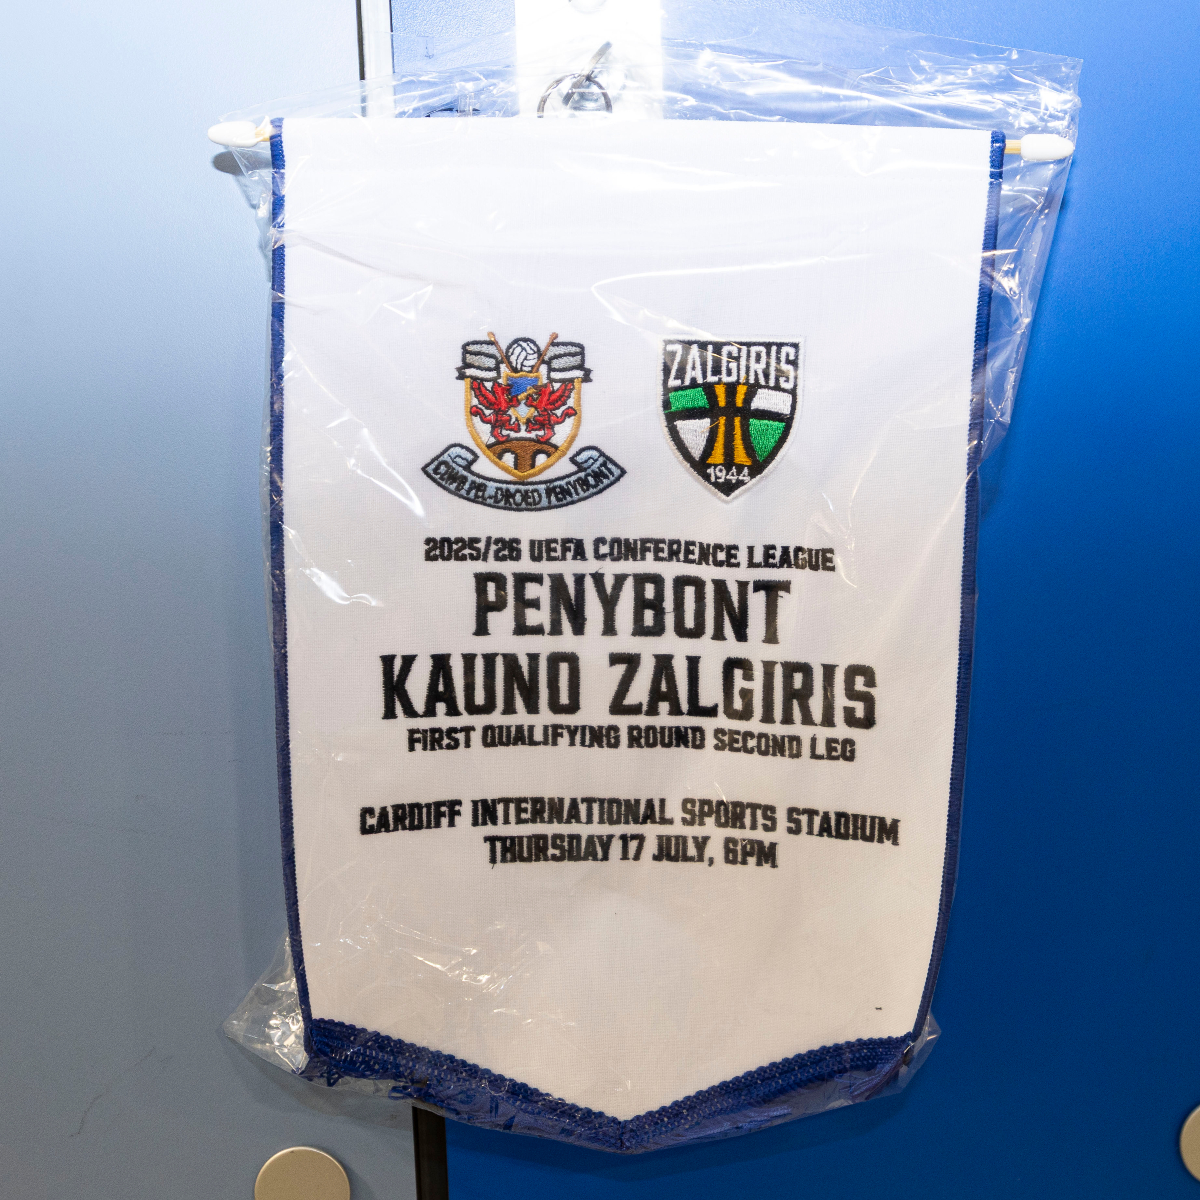 CLWB PEL-DROED PENYBONT
ZALGIRIS
1944
2025/26 UEFA CONFERENCE LEAGUE
PENYBONT
KAUNO ZALGIRIS
FIRST QUALIFYING ROUND SECOND LEG
CARDIFF INTERNATIONAL SPORTS STADIUM
THURSDAY 17 JULY, 6PM